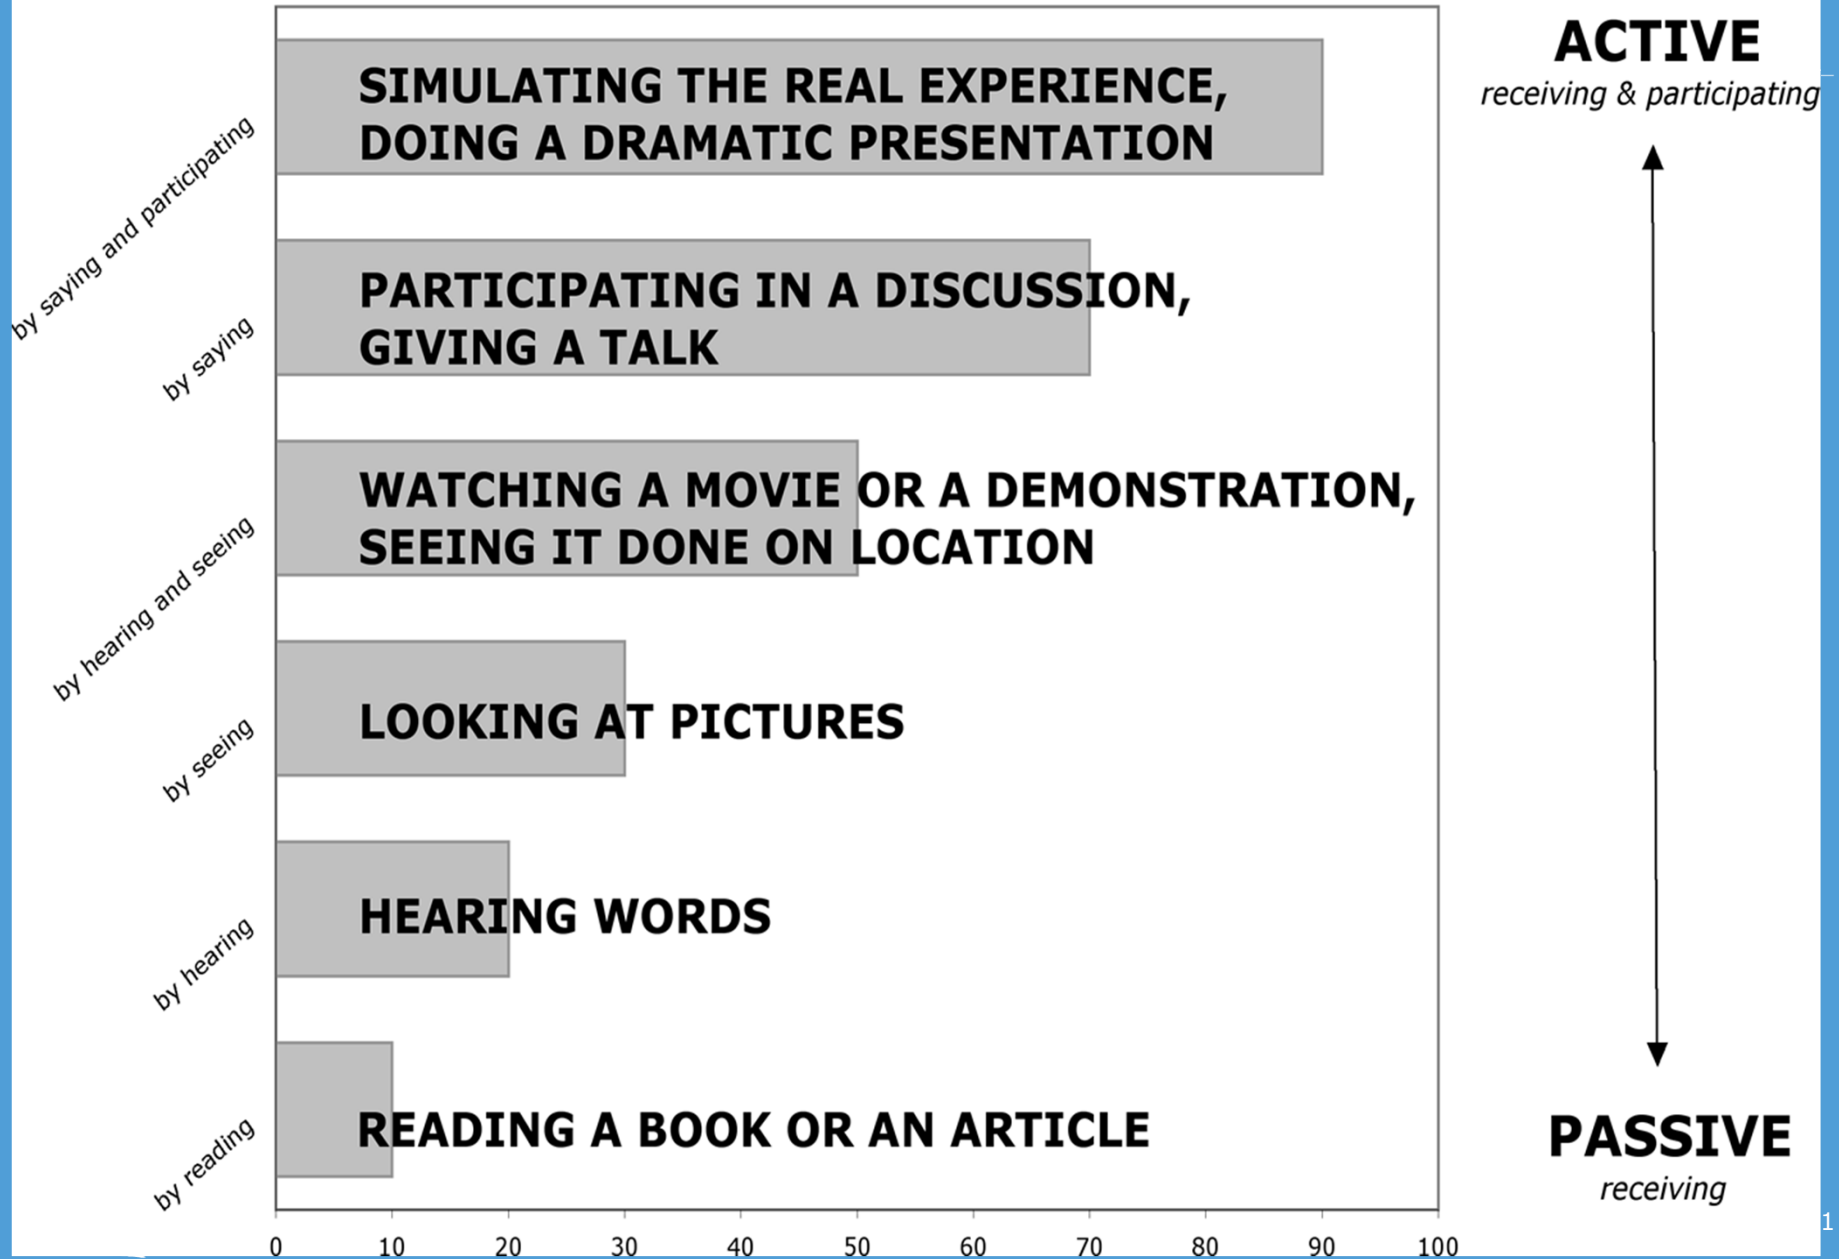 ACTIVE
receiving & participating
by saying and participating
SIMULATING THE REAL EXPERIENCE,
DOING A DRAMATIC PRESENTATION
by saying
PARTICIPATING IN A DISCUSSION,
GIVING A TALK
by hearing and seeing
WATCHING A MOVIE OR A DEMONSTRATION,
SEEING IT DONE ON LOCATION
by seeing
LOOKING AT PICTURES
by hearing
HEARING WORDS
by reading
READING A BOOK OR AN ARTICLE
PASSIVE
receiving
1
0 10 20 30 40 50 60 70 80 90 100